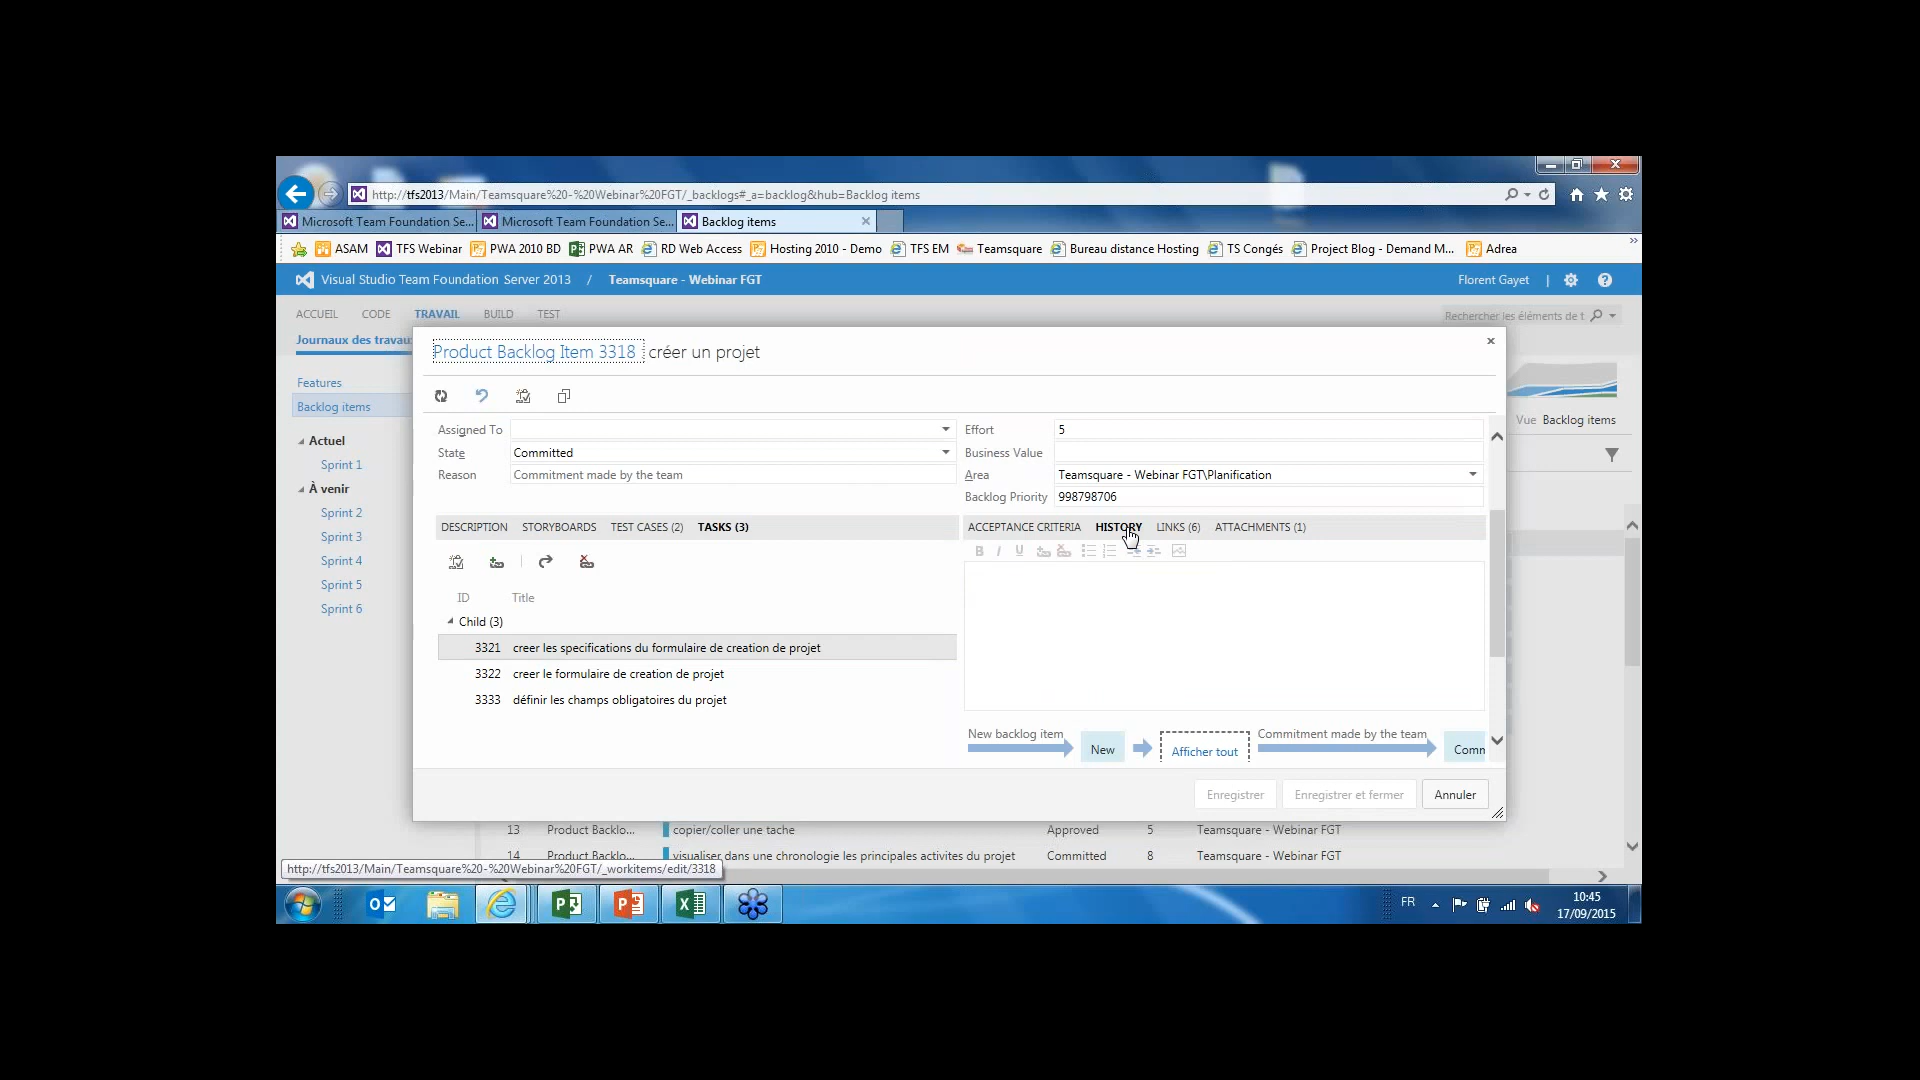 http://tfs2013/Main/Teamsquare%20-%20Webinar%20FGT/_backlogs#_a=backlog&hub=Backlog items
Microsoft Team Foundation Se...
Microsoft Team Foundation Se...
Backlog items
ASAM
TFS Webinar
PWA 2010 BD
PWA AR
RD Web Access
Hosting 2010 - Demo
TFS EM
Teamsquare
Bureau distance Hosting
TS Congés
Project Blog - Demand M...
Adrea
Visual Studio Team Foundation Server 2013 / Teamsquare - Webinar FGT
Florent Gayet |
ACCUEIL CODE TRAVAIL BUILD TEST
Rechercher les éléments de t
Journaux des travau
Features
Backlog items
Actuel
Sprint 1
À venir
Sprint 2
Sprint 3
Sprint 4
Sprint 5
Sprint 6
Vue Backlog items
Product Backlog Item 3318 : créer un projet
Assigned To
State Committed
Reason Commitment made by the team
Effort 5
Business Value
Area Teamsquare - Webinar FGT\Planification
Backlog Priority 998798706
DESCRIPTION STORYBOARDS TEST CASES (2) TASKS (3)
ID Title
Child (3)
3321 creer les specifications du formulaire de creation de projet
3322 creer le formulaire de creation de projet
3333 définir les champs obligatoires du projet
ACCEPTANCE CRITERIA HISTORY LINKS (6) ATTACHMENTS (1)
B I U
New backlog item New Afficher tout Commitment made by the team Comm
Enregistrer Enregistrer et fermer Annuler
13 Product Backlo... copier/coller une tache Approved 5 Teamsquare - Webinar FGT
14 Product Backlo... visualiser dans une chronologie les principales activites du projet Committed 8 Teamsquare - Webinar FGT
http://tfs2013/Main/Teamsquare%20-%20Webinar%20FGT/_workitems/edit/3318
FR
10:45
17/09/2015